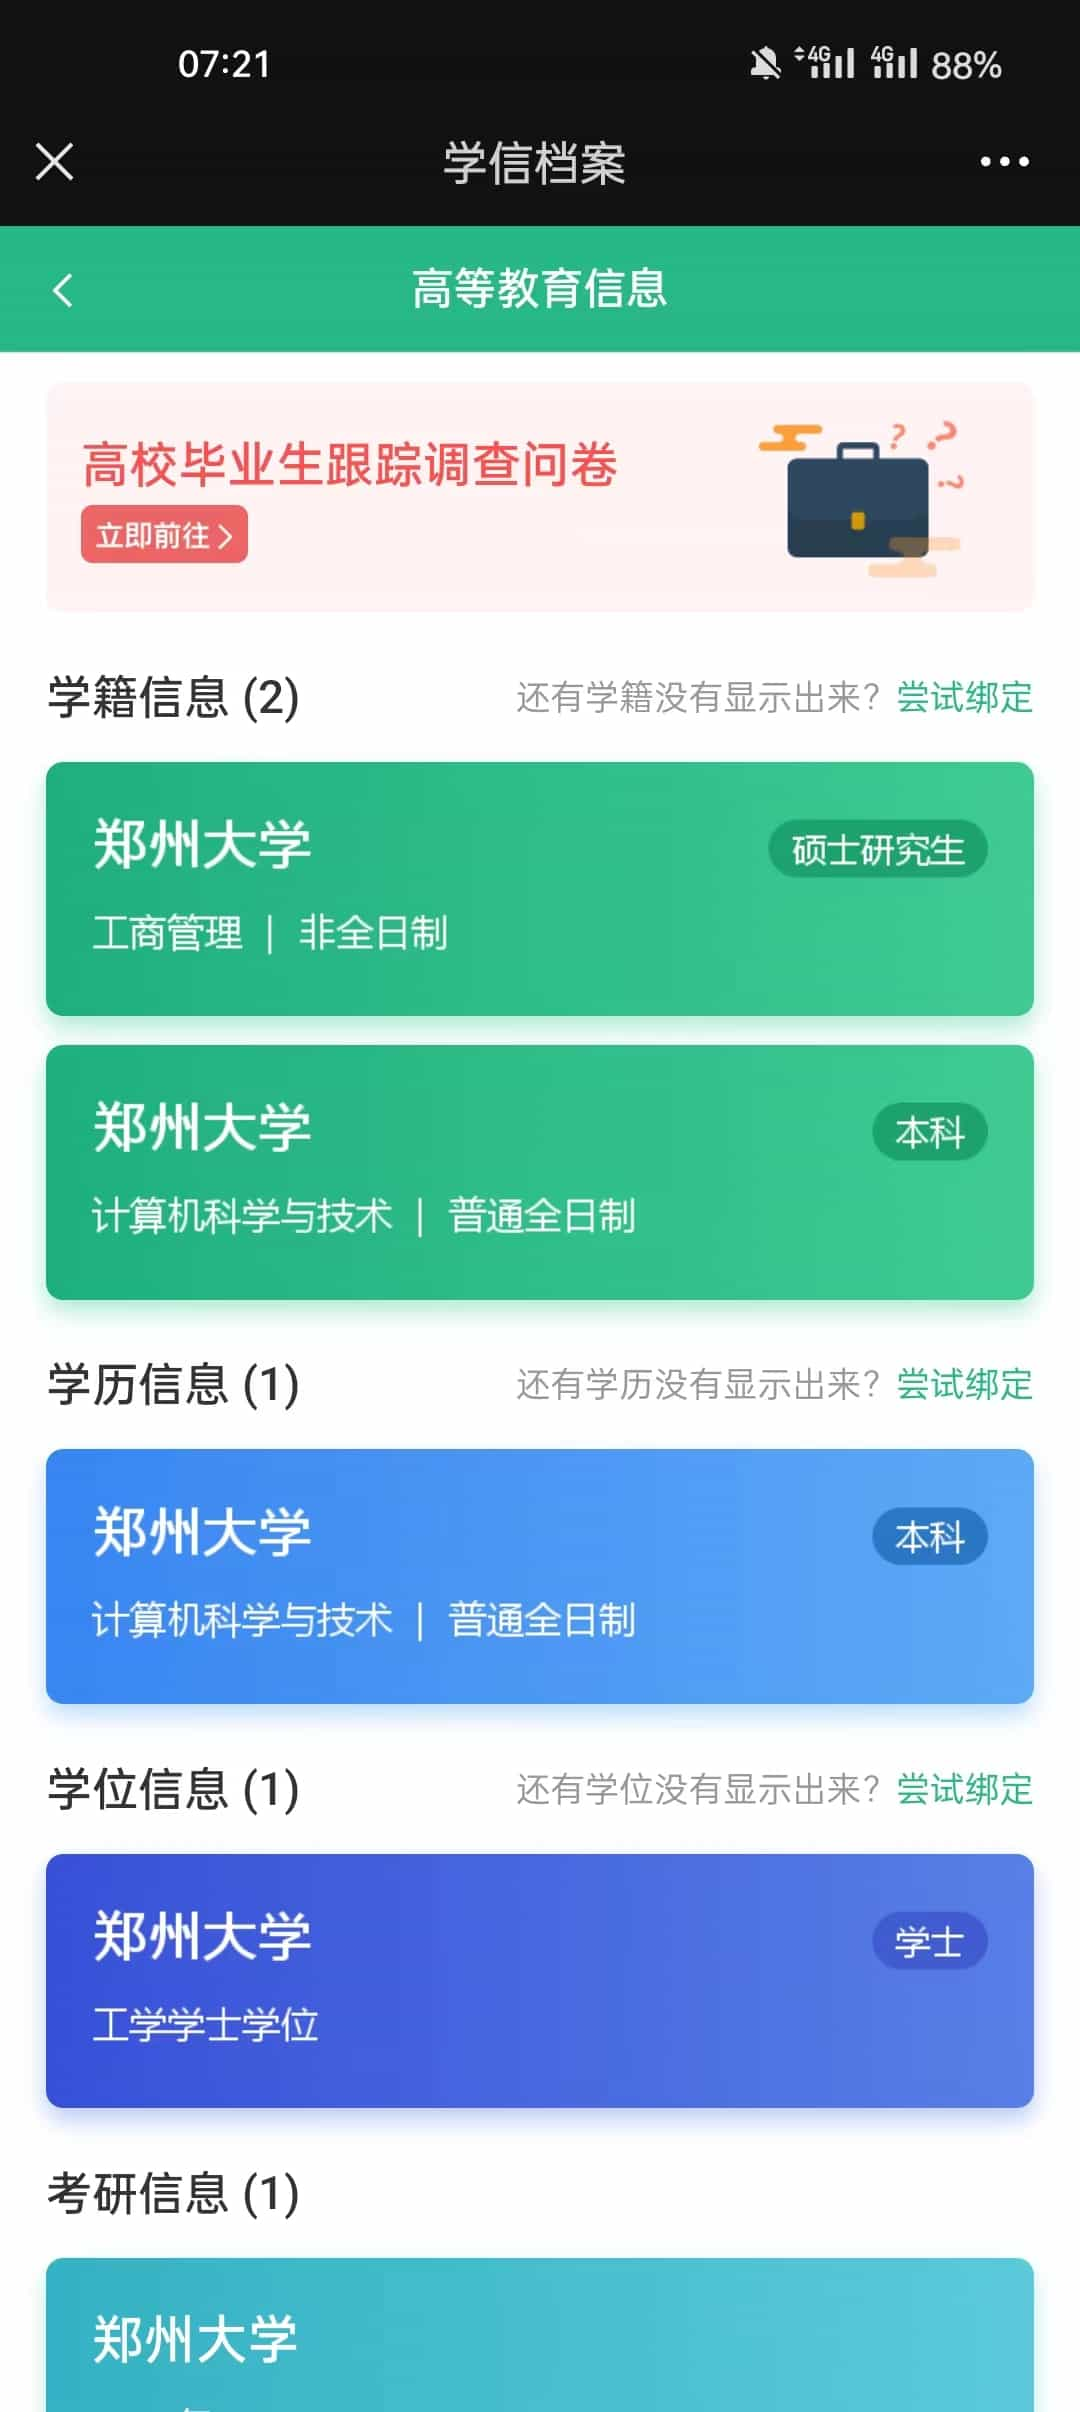 07:21 4G 4G 88%
学信档案
高等教育信息
高校毕业生跟踪调查问卷
立即前往
学籍信息 (2) 还有学籍没有显示出来？尝试绑定
郑州大学 硕士研究生
工商管理 | 非全日制
郑州大学 本科
计算机科学与技术 | 普通全日制
学历信息 (1) 还有学历没有显示出来？尝试绑定
郑州大学 本科
计算机科学与技术 | 普通全日制
学位信息 (1) 还有学位没有显示出来？尝试绑定
郑州大学 学士
工学学士学位
考研信息 (1)
郑州大学